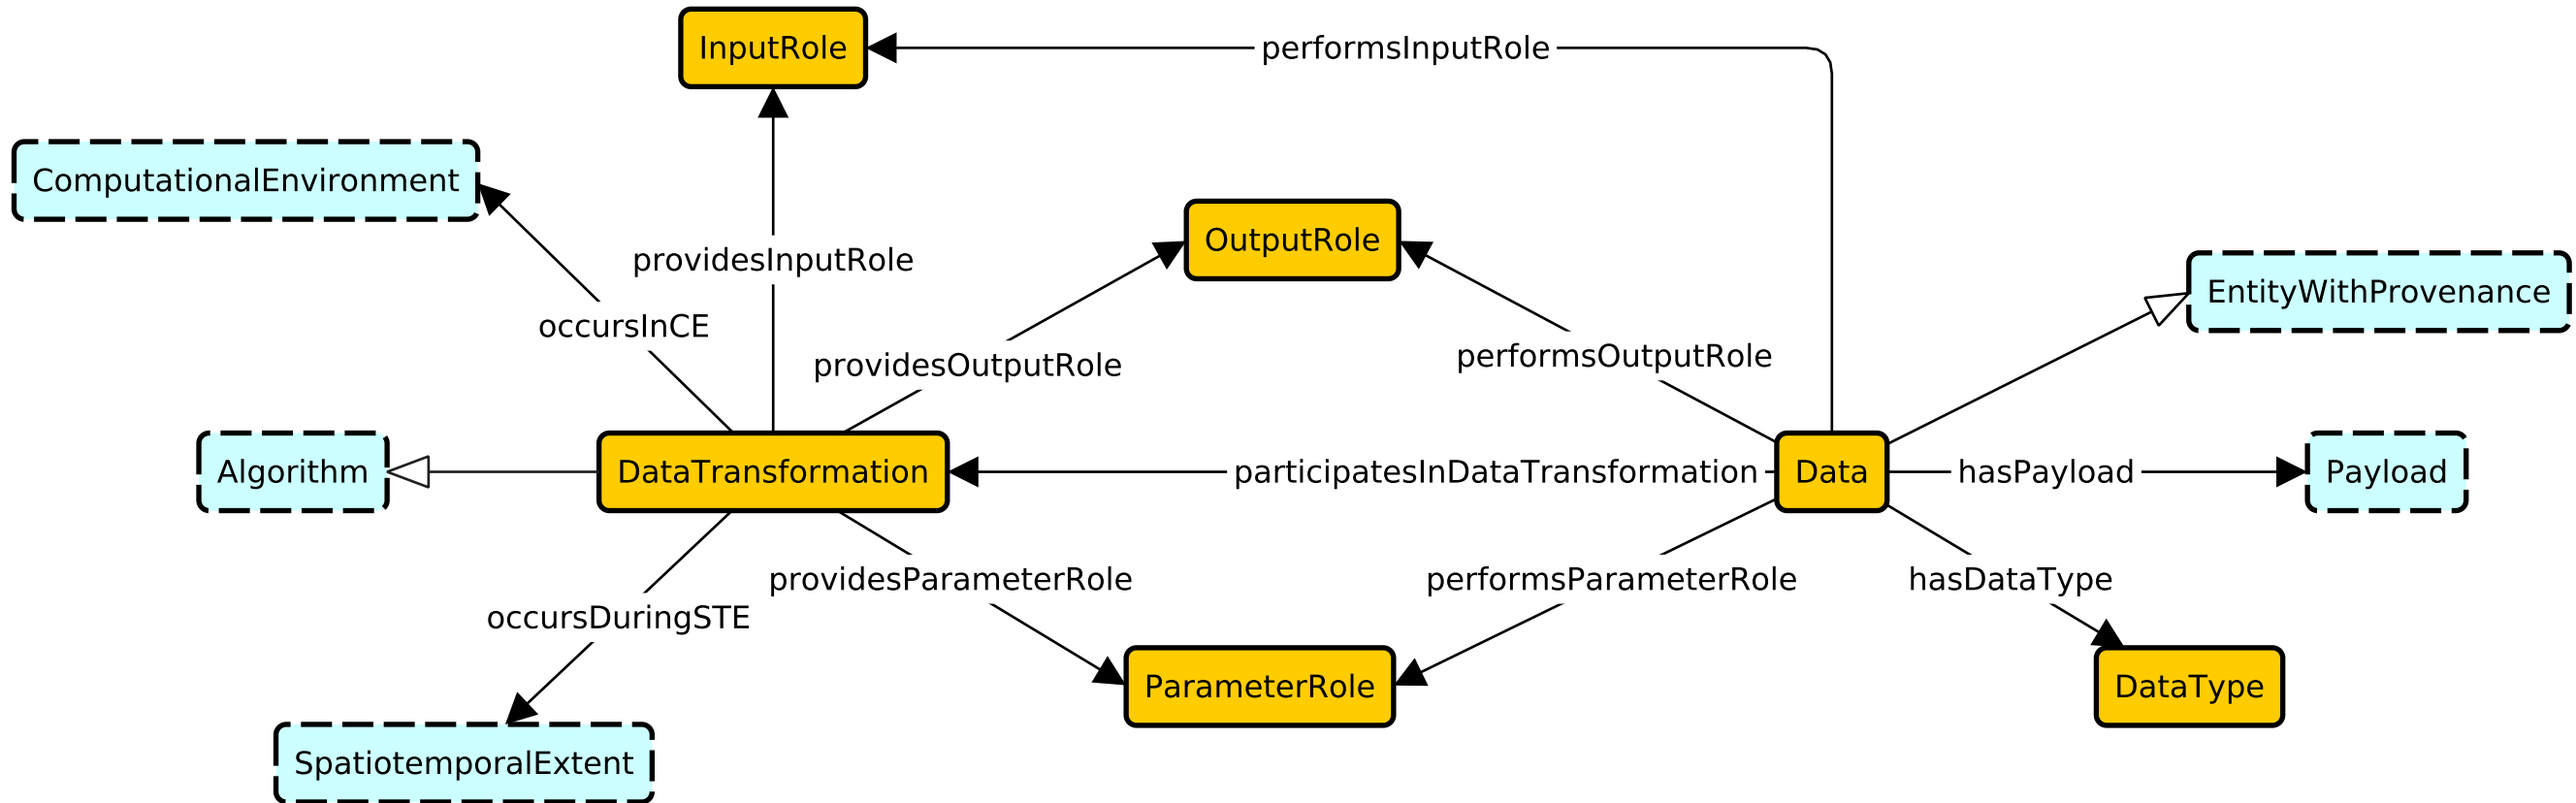 InputRole
performsInputRole
ComputationalEnvironment
OutputRole
providesInputRole
EntityWithProvenance
occursInCE
providesOutputRole
performsOutputRole
Algorithm
DataTransformation
participatesInDataTransformation
Data
hasPayload
Payload
providesParameterRole
performsParameterRole
hasDataType
occursDuringSTE
ParameterRole
DataType
SpatiotemporalExtent